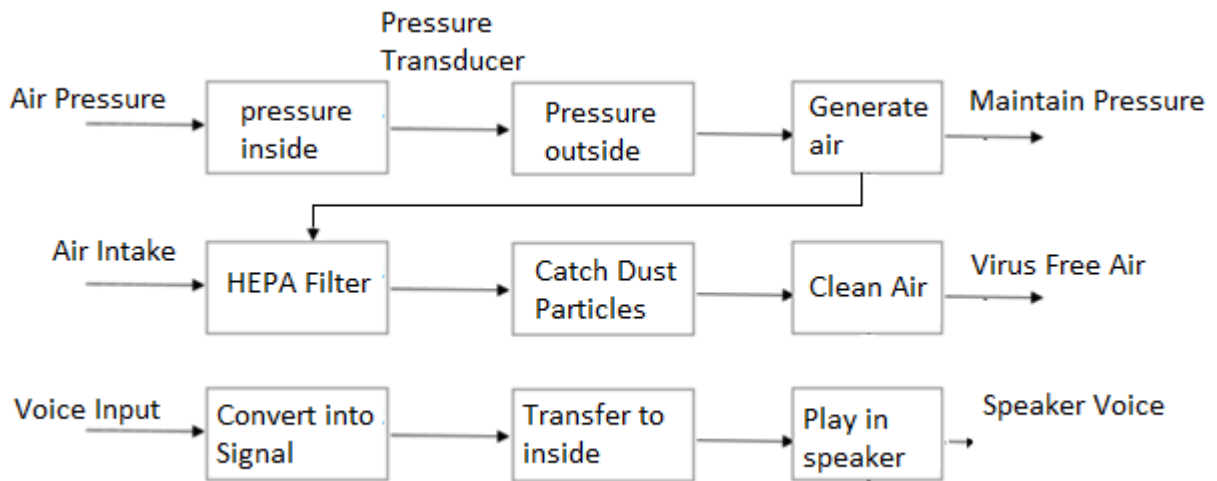 Pressure
Transducer
Air Pressure
pressure
inside
Pressure
outside
Generate
air
Maintain Pressure
Air Intake
HEPA Filter
Catch Dust
Particles
Clean Air
Virus Free Air
Voice Input
Convert into
Signal
Transfer to
inside
Play in
speaker
Speaker Voice